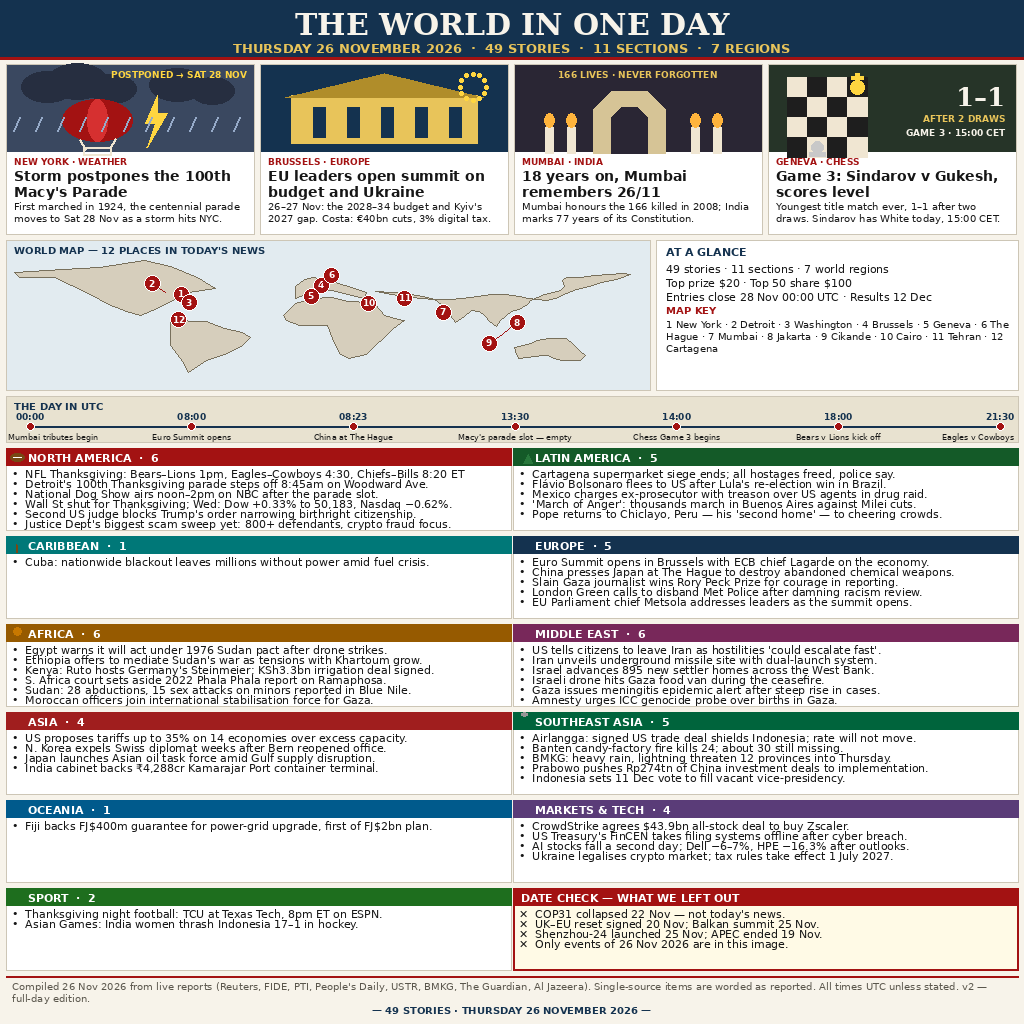 THE WORLD IN ONE DAY
THURSDAY 26 NOVEMBER 2026 · 49 STORIES · 11 SECTIONS · 7 REGIONS
POSTPONED → SAT 28 NOV
NEW YORK · WEATHER
Storm postpones the 100th
Macy's Parade
First marched in 1924, the centennial parade
moves to Sat 28 Nov as a storm hits NYC.
BRUSSELS · EUROPE
EU leaders open summit on
budget and Ukraine
26–27 Nov: the 2028–34 budget and Kyiv's
2027 gap. Costa: €40bn cuts, 3% digital tax.
166 LIVES · NEVER FORGOTTEN
MUMBAI · INDIA
18 years on, Mumbai
remembers 26/11
Mumbai honours the 166 killed in 2008; India
marks 77 years of its Constitution.
1–1
AFTER 2 DRAWS
GAME 3 · 15:00 CET
GENEVA · CHESS
Game 3: Sindarov v Gukesh,
scores level
Youngest title match ever, 1–1 after two
draws. Sindarov has White today, 15:00 CET.
WORLD MAP — 12 PLACES IN TODAY'S NEWS
2
1
3
12
6
4
5
10
11
7
8
9
AT A GLANCE
49 stories · 11 sections · 7 world regions
Top prize $20 · Top 50 share $100
Entries close 28 Nov 00:00 UTC · Results 12 Dec
MAP KEY
1 New York · 2 Detroit · 3 Washington · 4 Brussels · 5 Geneva · 6 The
Hague · 7 Mumbai · 8 Jakarta · 9 Cikande · 10 Cairo · 11 Tehran · 12
Cartagena
THE DAY IN UTC
00:00 08:00 08:23 13:30 14:00 18:00 21:30
Mumbai tributes begin Euro Summit opens China at The Hague Macy's parade slot — empty Chess Game 3 begins Bears v Lions kick off Eagles v Cowboys
NORTH AMERICA · 6
• NFL Thanksgiving: Bears–Lions 1pm, Eagles–Cowboys 4:30, Chiefs–Bills 8:20 ET
• Detroit's 100th Thanksgiving parade steps off 8:45am on Woodward Ave.
• National Dog Show airs noon–2pm on NBC after the parade slot.
• Wall St shut for Thanksgiving; Wed: Dow +0.33% to 50,183, Nasdaq −0.62%.
• Second US judge blocks Trump's order narrowing birthright citizenship.
• Justice Dept's biggest scam sweep yet: 800+ defendants, crypto fraud focus.
LATIN AMERICA · 5
• Cartagena supermarket siege ends; all hostages freed, police say.
• Flávio Bolsonaro flees to US after Lula's re-election win in Brazil.
• Mexico charges ex-prosecutor with treason over US agents in drug raid.
• 'March of Anger': thousands march in Buenos Aires against Milei cuts.
• Pope returns to Chiclayo, Peru — his 'second home' — to cheering crowds.
CARIBBEAN · 1
• Cuba: nationwide blackout leaves millions without power amid fuel crisis.
EUROPE · 5
• Euro Summit opens in Brussels with ECB chief Lagarde on the economy.
• China presses Japan at The Hague to destroy abandoned chemical weapons.
• Slain Gaza journalist wins Rory Peck Prize for courage in reporting.
• London Green calls to disband Met Police after damning racism review.
• EU Parliament chief Metsola addresses leaders as the summit opens.
AFRICA · 6
• Egypt warns it will act under 1976 Sudan pact after drone strikes.
• Ethiopia offers to mediate Sudan's war as tensions with Khartoum grow.
• Kenya: Ruto hosts Germany's Steinmeier; KSh3.3bn irrigation deal signed.
• S. Africa court sets aside 2022 Phala Phala report on Ramaphosa.
• Sudan: 28 abductions, 15 sex attacks on minors reported in Blue Nile.
• Moroccan officers join international stabilisation force for Gaza.
MIDDLE EAST · 6
• US tells citizens to leave Iran as hostilities 'could escalate fast'.
• Iran unveils underground missile site with dual-launch system.
• Israel advances 895 new settler homes across the West Bank.
• Israeli drone hits Gaza food van during the ceasefire.
• Gaza issues meningitis epidemic alert after steep rise in cases.
• Amnesty urges ICC genocide probe over births in Gaza.
ASIA · 4
• US proposes tariffs up to 35% on 14 economies over excess capacity.
• N. Korea expels Swiss diplomat weeks after Bern reopened office.
• Japan launches Asian oil task force amid Gulf supply disruption.
• India cabinet backs ₹4,288cr Kamarajar Port container terminal.
SOUTHEAST ASIA · 5
• Airlangga: signed US trade deal shields Indonesia; rate will not move.
• Banten candy-factory fire kills 24; about 30 still missing.
• BMKG: heavy rain, lightning threaten 12 provinces into Thursday.
• Prabowo pushes Rp274tn of China investment deals to implementation.
• Indonesia sets 11 Dec vote to fill vacant vice-presidency.
OCEANIA · 1
• Fiji backs FJ$400m guarantee for power-grid upgrade, first of FJ$2bn plan.
MARKETS & TECH · 4
• CrowdStrike agrees $43.9bn all-stock deal to buy Zscaler.
• US Treasury's FinCEN takes filing systems offline after cyber breach.
• AI stocks fall a second day; Dell −6–7%, HPE −16.3% after outlooks.
• Ukraine legalises crypto market; tax rules take effect 1 July 2027.
SPORT · 2
• Thanksgiving night football: TCU at Texas Tech, 8pm ET on ESPN.
• Asian Games: India women thrash Indonesia 17–1 in hockey.
DATE CHECK — WHAT WE LEFT OUT
✕ COP31 collapsed 22 Nov — not today's news.
✕ UK–EU reset signed 20 Nov; Balkan summit 25 Nov.
✕ Shenzhou-24 launched 25 Nov; APEC ended 19 Nov.
✕ Only events of 26 Nov 2026 are in this image.
Compiled 26 Nov 2026 from live reports (Reuters, FIDE, PTI, People's Daily, USTR, BMKG, The Guardian, Al Jazeera). Single-source items are worded as reported. All times UTC unless stated. v2 —
full-day edition.
— 49 STORIES · THURSDAY 26 NOVEMBER 2026 —